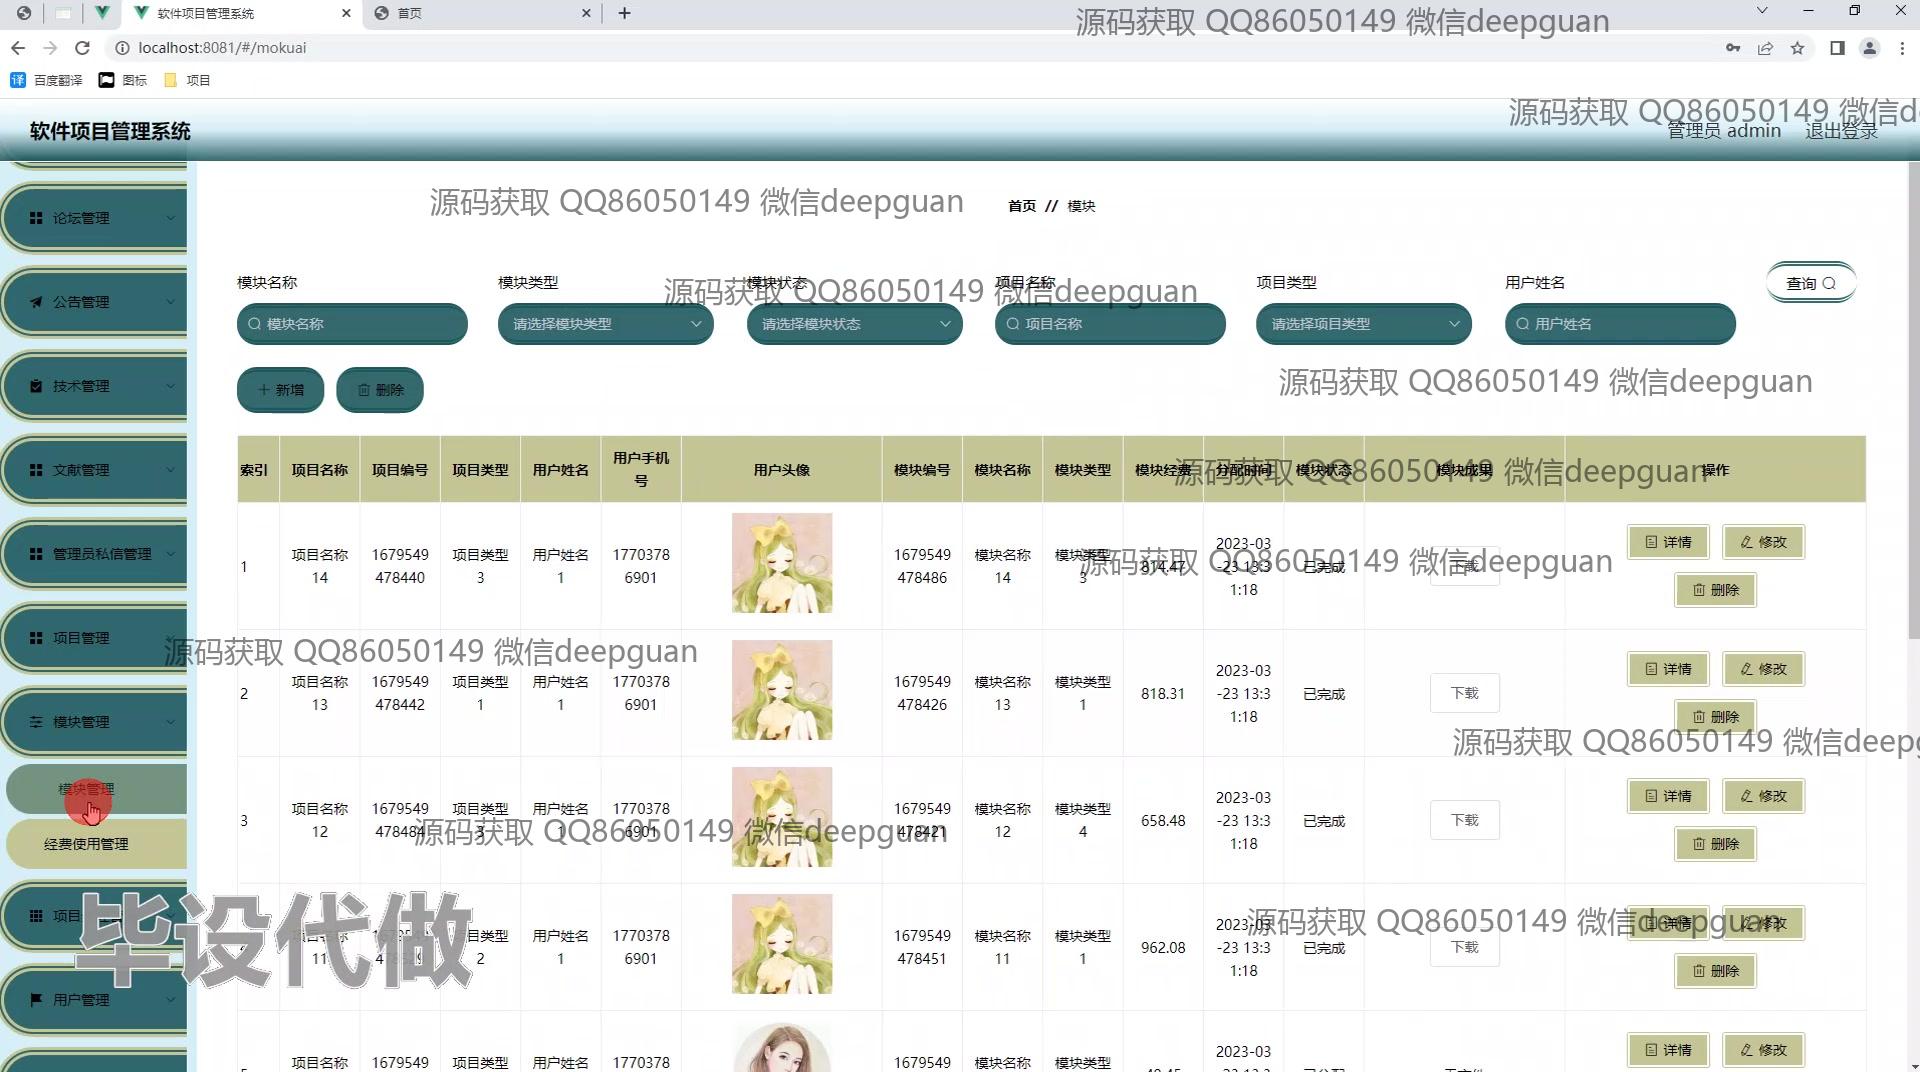 软件项目管理系统
首页
源码获取 QQ86050149 微信deepguan
localhost:8081/#/mokuai
百度翻译 图标 项目
源码获取 QQ86050149 微信d
软件项目管理系统
管理员 admin 退出登录
源码获取 QQ86050149 微信deepguan
首页 // 模块
论坛管理
公告管理
技术管理
文献管理
管理员私信管理
项目管理
模块管理
模块管理
经费使用管理
项目
用户管理
模块名称 模块类型 模块状态 项目名称 项目类型 用户姓名
查询
源码获取 QQ86050149 微信deepguan
模块名称 请选择模块类型 请选择模块状态 项目名称 请选择项目类型 用户姓名
新增 删除
源码获取 QQ86050149 微信deepguan
索引 项目名称 项目编号 项目类型 用户姓名 用户手机号 用户头像 模块编号 模块名称 模块类型 模块经费 分配时间 模块状态 模块成果 操作
源码获取 QQ86050149 微信deepguan
1 项目名称14 1679549478440 项目类型3 用户姓名1 17703786901 1679549478486 模块名称14 模块类型3 814.47 2023-03-23 13:31:18 已完成 下载 详情 修改 删除
源码获取 QQ86050149 微信deepguan
源码获取 QQ86050149 微信deepguan
2 项目名称13 1679549478442 项目类型1 用户姓名1 17703786901 1679549478426 模块名称13 模块类型1 818.31 2023-03-23 13:31:18 已完成 下载 详情 修改 删除
源码获取 QQ86050149 微信deep
3 项目名称12 1679549478484 项目类型3 用户姓名1 17703786901 1679549478421 模块名称12 模块类型4 658.48 2023-03-23 13:31:18 已完成 下载 详情 修改 删除
源码获取 QQ86050149 微信deepguan
项目名称11 类型2 用户姓名1 17703786901 1679549478451 模块名称11 模块类型1 962.08 2023-03-23 13:31:18 已完成 下载 详情 修改 删除
源码获取 QQ86050149 微信deepguan
毕设代做
项目名称 1679549 项目类型 用户姓名 1770378 1679549 模块名称 模块类型 2023-03 详情 修改